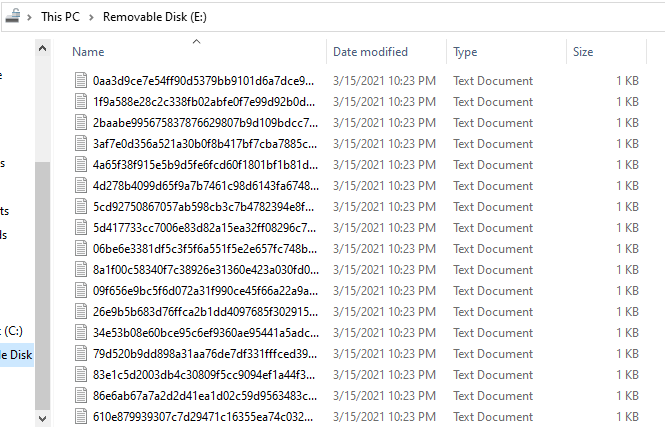 This PC > Removable Disk (E:)
Name Date modified Type Size
0aa3d9ce7e54ff90d5379bb9101d6a7dce9... 3/15/2021 10:23 PM Text Document 1 KB
1f9a588e28c2c338fb02abfe0f7e99d92b0d... 3/15/2021 10:23 PM Text Document 1 KB
2baabe995675837876629807b9d109bdcc7... 3/15/2021 10:23 PM Text Document 1 KB
3af7e0d356a521a30b0f8b417bf7cba7885c... 3/15/2021 10:23 PM Text Document 1 KB
4a65f38f915e5b9d5fe6fcd60f1801bf1b81d... 3/15/2021 10:23 PM Text Document 1 KB
4d278b4099d65f9a7b7461c98d6143fa6748... 3/15/2021 10:23 PM Text Document 1 KB
5cd92750867057ab598cb3c7b4782394e8f... 3/15/2021 10:23 PM Text Document 1 KB
5d417733cc7006e83d82a15ea32ff08296c7... 3/15/2021 10:23 PM Text Document 1 KB
06be6e3381df5c3f5f6a551f5e2e657fc748b... 3/15/2021 10:23 PM Text Document 1 KB
8a1f00c58340f7c38926e31360e423a030fd0... 3/15/2021 10:23 PM Text Document 1 KB
09f656e9bc5f6d072a31f990ce45f66a22a9a... 3/15/2021 10:23 PM Text Document 1 KB
26e9b5b683d76ffca2b1dd4097685f302915... 3/15/2021 10:23 PM Text Document 1 KB
34e53b08e60bce95c6ef9360ae95441a5adc... 3/15/2021 10:23 PM Text Document 1 KB
t (C:)
79d520b9dd898a31aa76de7df331fffced39... 3/15/2021 10:23 PM Text Document 1 KB
le Disk
83e1c5d2003db4c30809f5cc9094ef1a44f3... 3/15/2021 10:23 PM Text Document 1 KB
86e6ab67a7a2d2d41ea1d02c59d9563483c... 3/15/2021 10:23 PM Text Document 1 KB
610e879939307c7d29471c16355ea74c032... 3/15/2021 10:23 PM Text Document 1 KB